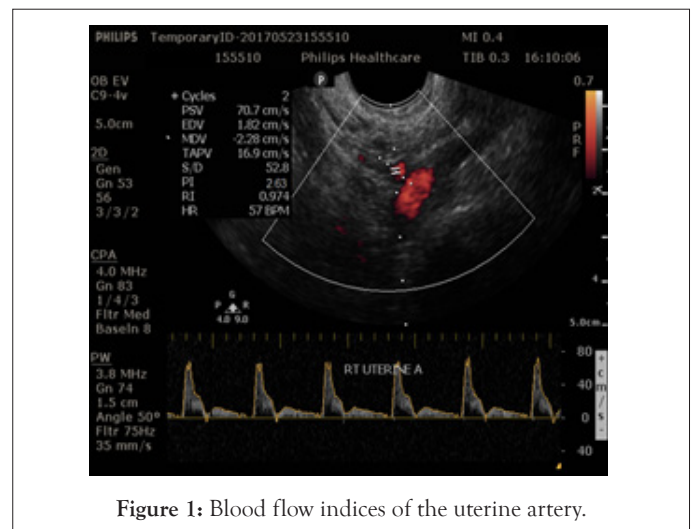 PHILIPS TemporaryID-20170523155510 MI 0.4
155510 Philips Healthcare TIB 0.3 16:10:06
OB EV
C9-4v
5.0cm
2D
Gen
Gn 53
56
3/3/2
CPA
4.0 MHz
Gn 83
1/4/3
Fltr Med
Baseln 8
PW
3.8 MHz
Gn 74
1.5 cm
Angle 50°
Fltr 75Hz
35 mm/s
+ Cycles 2
PSV 70.7 cm/s
EDV 1.82 cm/s
MDV -2.28 cm/s
TAPV 16.9 cm/s
S/D 52.8
PI 2.63
RI 0.974
HR 57 BPM
P
0.7
P
R
F
4
5.0cm
G
P R
4.0 9.0
RT UTERINE A
80
40
0
40
+
cm/s
-
Figure 1: Blood flow indices of the uterine artery.